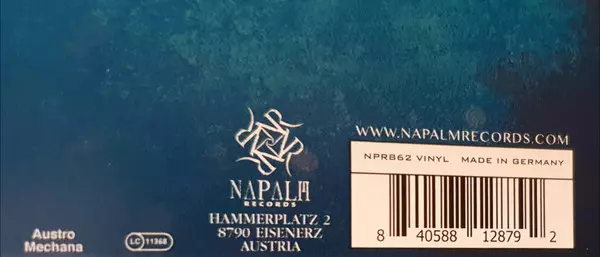 WWW.NAPALMRECORDS.COM
NPR862 VINYL MADE IN GERMANY
8 40588 12879 2
NAPALM
RECORDS
HAMMERPLATZ 2
8790 EISENERZ
AUSTRIA
Austro
Mechana
LC 11368